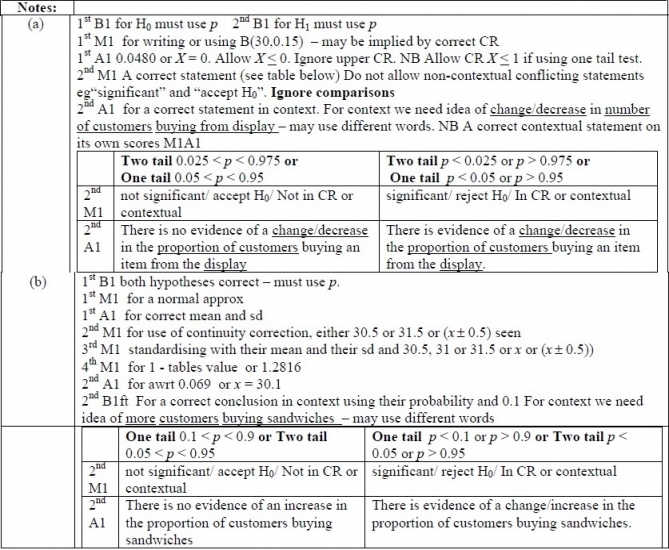 Notes:
(a) 1st B1 for H₀ must use p 2nd B1 for H₁ must use p
1st M1 for writing or using B(30,0.15) – may be implied by correct CR
1st A1 0.0480 or X = 0. Allow X ≤ 0. Ignore upper CR. NB Allow CR X ≤ 1 if using one tail test.
2nd M1 A correct statement (see table below) Do not allow non-contextual conflicting statements
eg“significant” and “accept H₀”. Ignore comparisons
2nd A1 for a correct statement in context. For context we need idea of change/decrease in number
of customers buying from display – may use different words. NB A correct contextual statement on
its own scores M1A1
Two tail 0.025 < p < 0.975 or
One tail 0.05 < p < 0.95
Two tail p < 0.025 or p > 0.975 or
One tail p < 0.05 or p > 0.95
2nd M1
not significant/ accept H₀/ Not in CR or
contextual
significant/ reject H₀/ In CR or contextual
2nd A1
There is no evidence of a change/decrease
in the proportion of customers buying an
item from the display
There is evidence of a change/decrease in
the proportion of customers buying an item
from the display.
(b) 1st B1 both hypotheses correct – must use p.
1st M1 for a normal approx
1st A1 for correct mean and sd
2nd M1 for use of continuity correction, either 30.5 or 31.5 or (x ± 0.5) seen
3rd M1 standardising with their mean and their sd and 30.5, 31 or 31.5 or x or (x ± 0.5))
4th M1 for 1 - tables value or 1.2816
2nd A1 for awrt 0.069 or x = 30.1
2nd B1ft For a correct conclusion in context using their probability and 0.1 For context we need
idea of more customers buying sandwiches – may use different words
One tail 0.1 < p < 0.9 or Two tail
0.05 < p < 0.95
One tail p < 0.1 or p > 0.9 or Two tail p <
0.05 or p > 0.95
2nd M1
not significant/ accept H₀/ Not in CR or
contextual
significant/ reject H₀/ In CR or contextual
2nd A1
There is no evidence of an increase in
the proportion of customers buying
sandwiches
There is evidence of a change/increase in the
proportion of customers buying sandwiches.